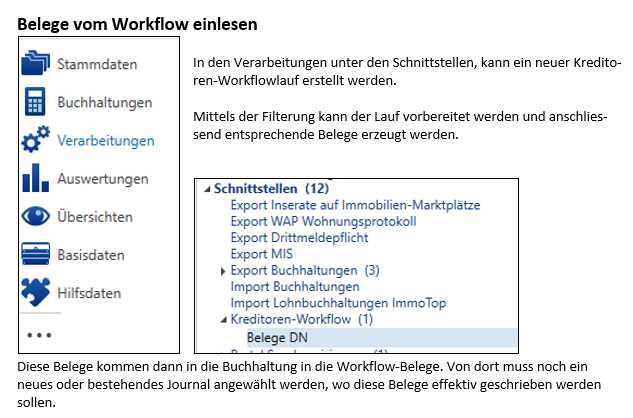 Belege vom Workflow einlesen
Stammdaten
Buchhaltungen
Verarbeitungen
Auswertungen
Übersichten
Basisdaten
Hilfsdaten
In den Verarbeitungen unter den Schnittstellen, kann ein neuer Kredito-
ren-Workflowlauf erstellt werden.
Mittels der Filterung kann der Lauf vorbereitet werden und anschlies-
send entsprechende Belege erzeugt werden.
Schnittstellen (12)
Export Inserate auf Immobilien-Marktplätze
Export WAP Wohnungsprotokoll
Export Drittmeldepflicht
Export MIS
Export Buchhaltungen (3)
Import Buchhaltungen
Import Lohnbuchhaltungen ImmoTop
Kreditoren-Workflow (1)
Belege DN
Diese Belege kommen dann in die Buchhaltung in die Workflow-Belege. Von dort muss noch ein
neues oder bestehendes Journal angewählt werden, wo diese Belege effektiv geschrieben werden
sollen.